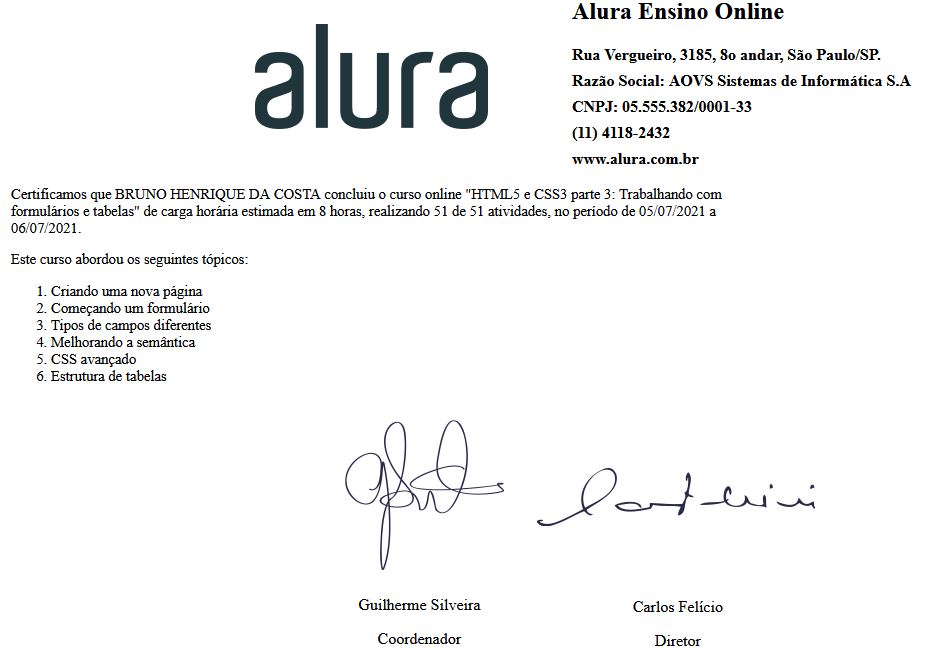 alura
Alura Ensino Online
Rua Vergueiro, 3185, 8o andar, São Paulo/SP.
Razão Social: AOVS Sistemas de Informática S.A
CNPJ: 05.555.382/0001-33
(11) 4118-2432
www.alura.com.br
Certificamos que BRUNO HENRIQUE DA COSTA concluiu o curso online "HTML5 e CSS3 parte 3: Trabalhando com
formulários e tabelas" de carga horária estimada em 8 horas, realizando 51 de 51 atividades, no período de 05/07/2021 a
06/07/2021.
Este curso abordou os seguintes tópicos:
1. Criando uma nova página
2. Começando um formulário
3. Tipos de campos diferentes
4. Melhorando a semântica
5. CSS avançado
6. Estrutura de tabelas
Guilherme Silveira
Coordenador
Carlos Felício
Diretor